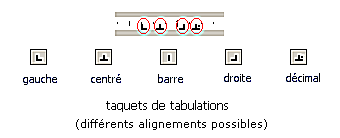 gauche centré barre droite décimal
taquets de tabulations
(différents alignements possibles)